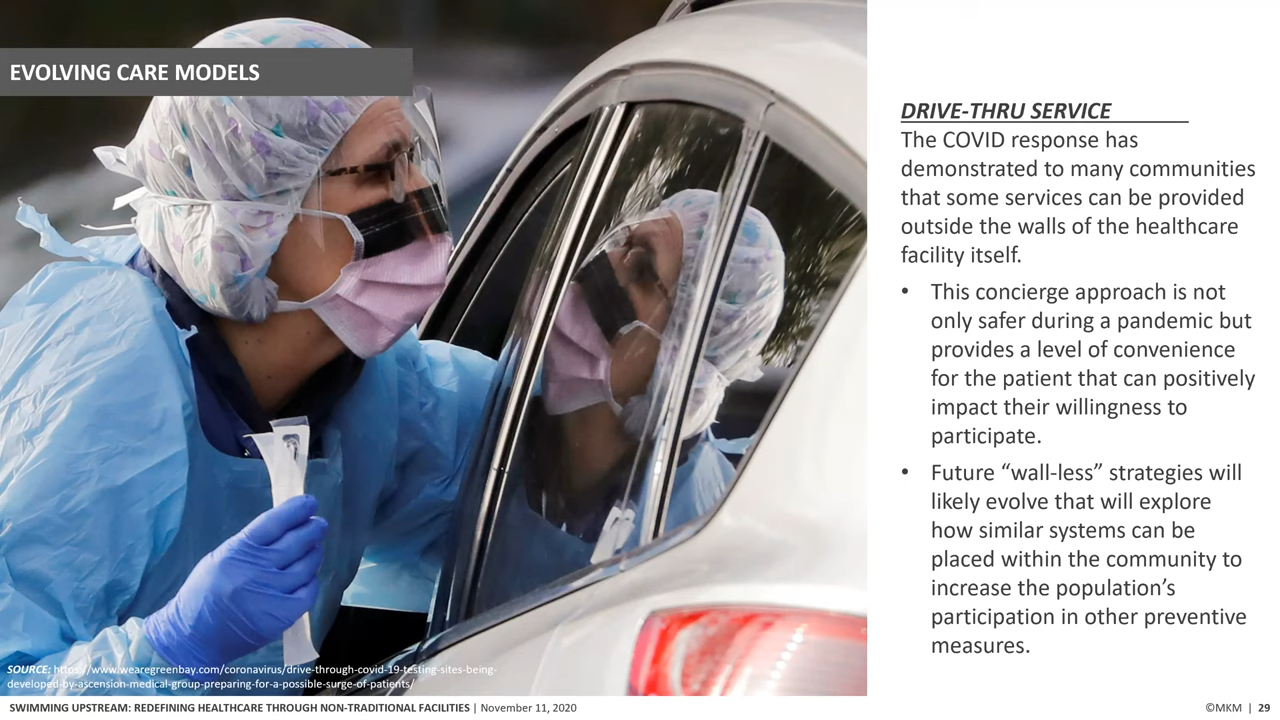 EVOLVING CARE MODELS
DRIVE-THRU SERVICE
The COVID response has
demonstrated to many communities
that some services can be provided
outside the walls of the healthcare
facility itself.
• This concierge approach is not
only safer during a pandemic but
provides a level of convenience
for the patient that can positively
impact their willingness to
participate.
• Future “wall-less” strategies will
likely evolve that will explore
how similar systems can be
placed within the community to
increase the population’s
participation in other preventive
measures.
SOURCE: https://www.wearegreenbay.com/coronavirus/drive-through-covid-19-testing-sites-being-
developed-by-ascension-medical-group-preparing-for-a-possible-surge-of-patients/
SWIMMING UPSTREAM: REDEFINING HEALTHCARE THROUGH NON-TRADITIONAL FACILITIES | November 11, 2020
©MKM | 29